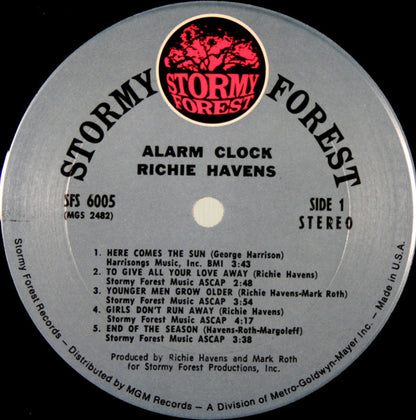 STORMY FOREST
STORMY
FOREST
ALARM CLOCK
RICHIE HAVENS
SFS 6005
(MGS 2482)
SIDE 1
STEREO
1. HERE COMES THE SUN (George Harrison)
Harrisongs Music, Inc. BMI 3:43
2. TO GIVE ALL YOUR LOVE AWAY (Richie Havens)
Stormy Forest Music ASCAP 2:48
3. YOUNGER MEN GROW OLDER (Richie Havens-Mark Roth)
Stormy Forest Music ASCAP 3:54
4. GIRLS DON'T RUN AWAY (Richie Havens)
Stormy Forest Music ASCAP 4:17
5. END OF THE SEASON (Havens-Roth-Margoleff)
Stormy Forest Music ASCAP 3:38
Produced by Richie Havens and Mark Roth
for Stormy Forest Productions, Inc.
Stormy Forest Records – Distributed by MGM Records – A Division of Metro-Goldwyn-Mayer Inc. – Made in U.S.A.